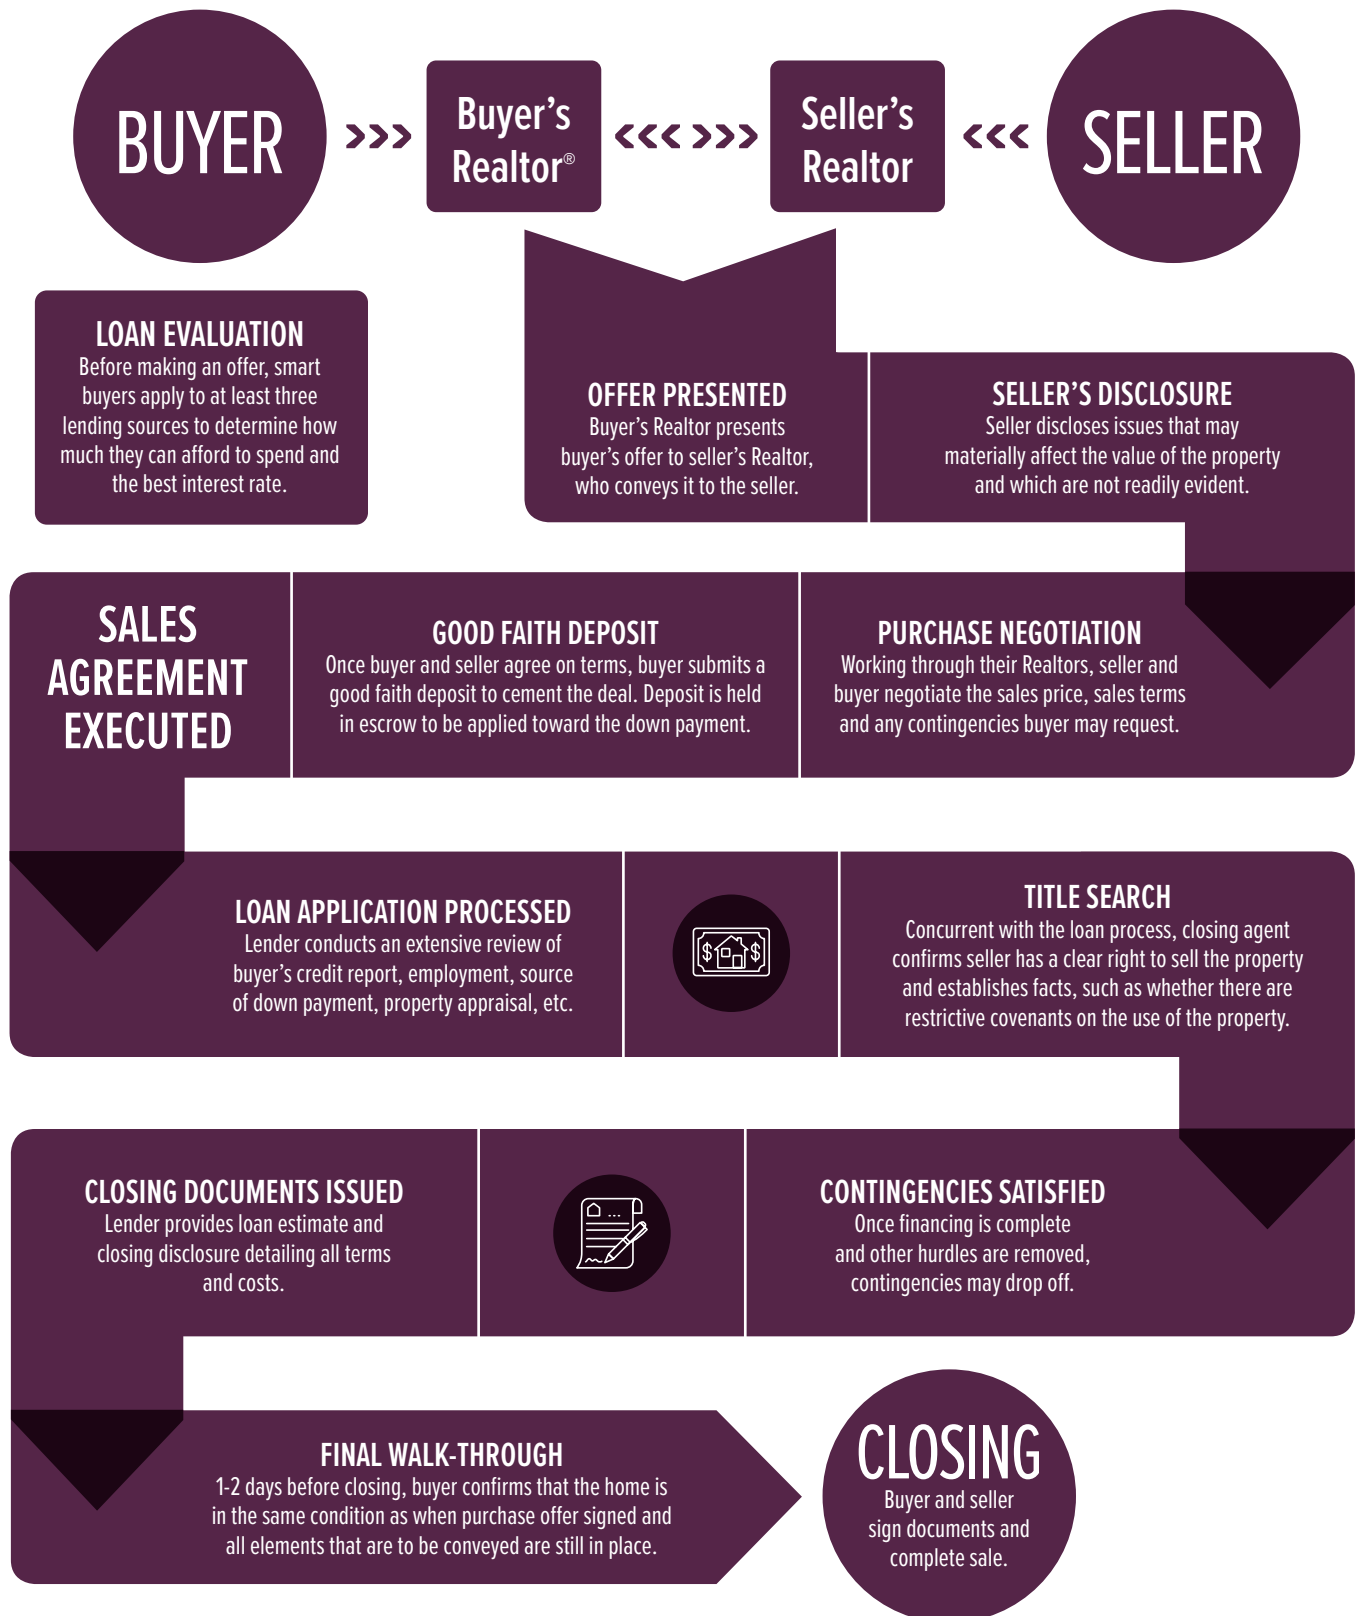 BUYER
Buyer's
Realtor®
Seller's
Realtor
SELLER
LOAN EVALUATION
Before making an offer, smart
buyers apply to at least three
lending sources to determine how
much they can afford to spend and
the best interest rate.
OFFER PRESENTED
Buyer's Realtor presents
buyer's offer to seller's Realtor,
who conveys it to the seller.
SELLER'S DISCLOSURE
Seller discloses issues that may
materially affect the value of the property
and which are not readily evident.
PURCHASE NEGOTIATION
Working through their Realtors, seller and
buyer negotiate the sales price, sales terms
and any contingencies buyer may request.
GOOD FAITH DEPOSIT
Once buyer and seller agree on terms, buyer submits a
good faith deposit to cement the deal. Deposit is held
in escrow to be applied toward the down payment.
SALES
AGREEMENT
EXECUTED
LOAN APPLICATION PROCESSED
Lender conducts an extensive review of
buyer's credit report, employment, source
of down payment, property appraisal, etc.
$ $
TITLE SEARCH
Concurrent with the loan process, closing agent
confirms seller has a clear right to sell the property
and establishes facts, such as whether there are
restrictive covenants on the use of the property.
CONTINGENCIES SATISFIED
Once financing is complete
and other hurdles are removed,
contingencies may drop off.
CLOSING DOCUMENTS ISSUED
Lender provides loan estimate and
closing disclosure detailing all terms
and costs.
FINAL WALK-THROUGH
1-2 days before closing, buyer confirms that the home is
in the same condition as when purchase offer signed and
all elements that are to be conveyed are still in place.
CLOSING
Buyer and seller
sign documents and
complete sale.